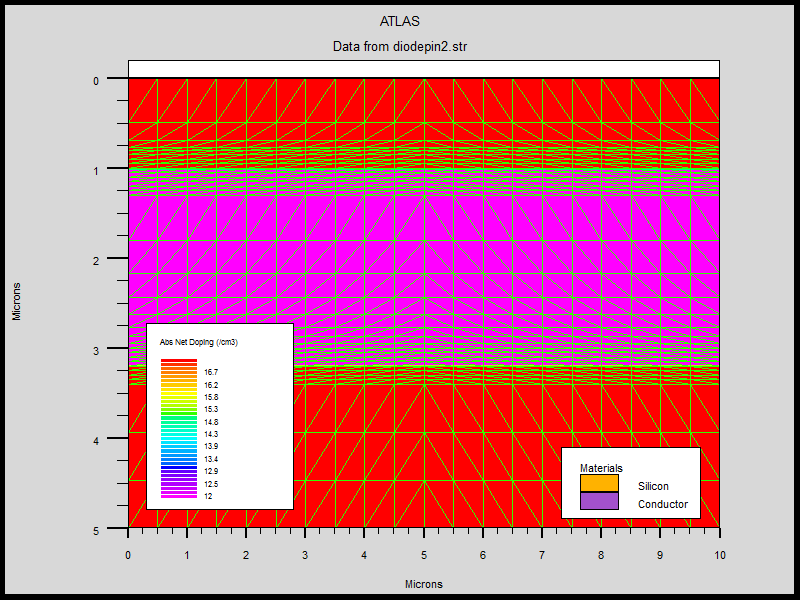 ATLAS
Data from diodepin2.str
0
1
2
3
4
5
Microns
Abs Net Doping (/cm3)
16.7
16.2
15.8
15.3
14.8
14.3
13.9
13.4
12.9
12.5
12
Materials
Silicon
Conductor
0 1 2 3 4 5 6 7 8 9 10
Microns